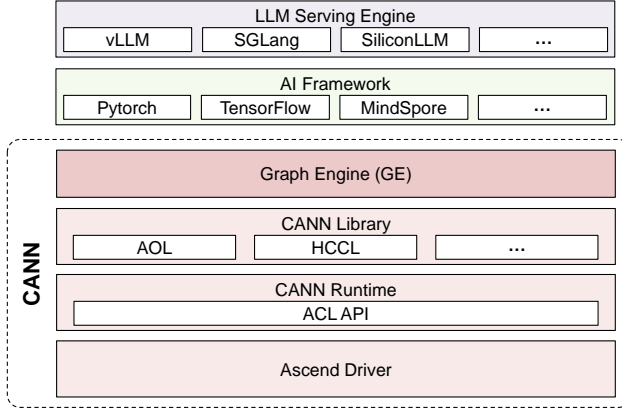 LLM Serving Engine
vLLM SGLang SiliconLLM ...
AI Framework
Pytorch TensorFlow MindSpore ...
CANN
Graph Engine (GE)
CANN Library
AOL HCCL ...
CANN Runtime
ACL API
Ascend Driver